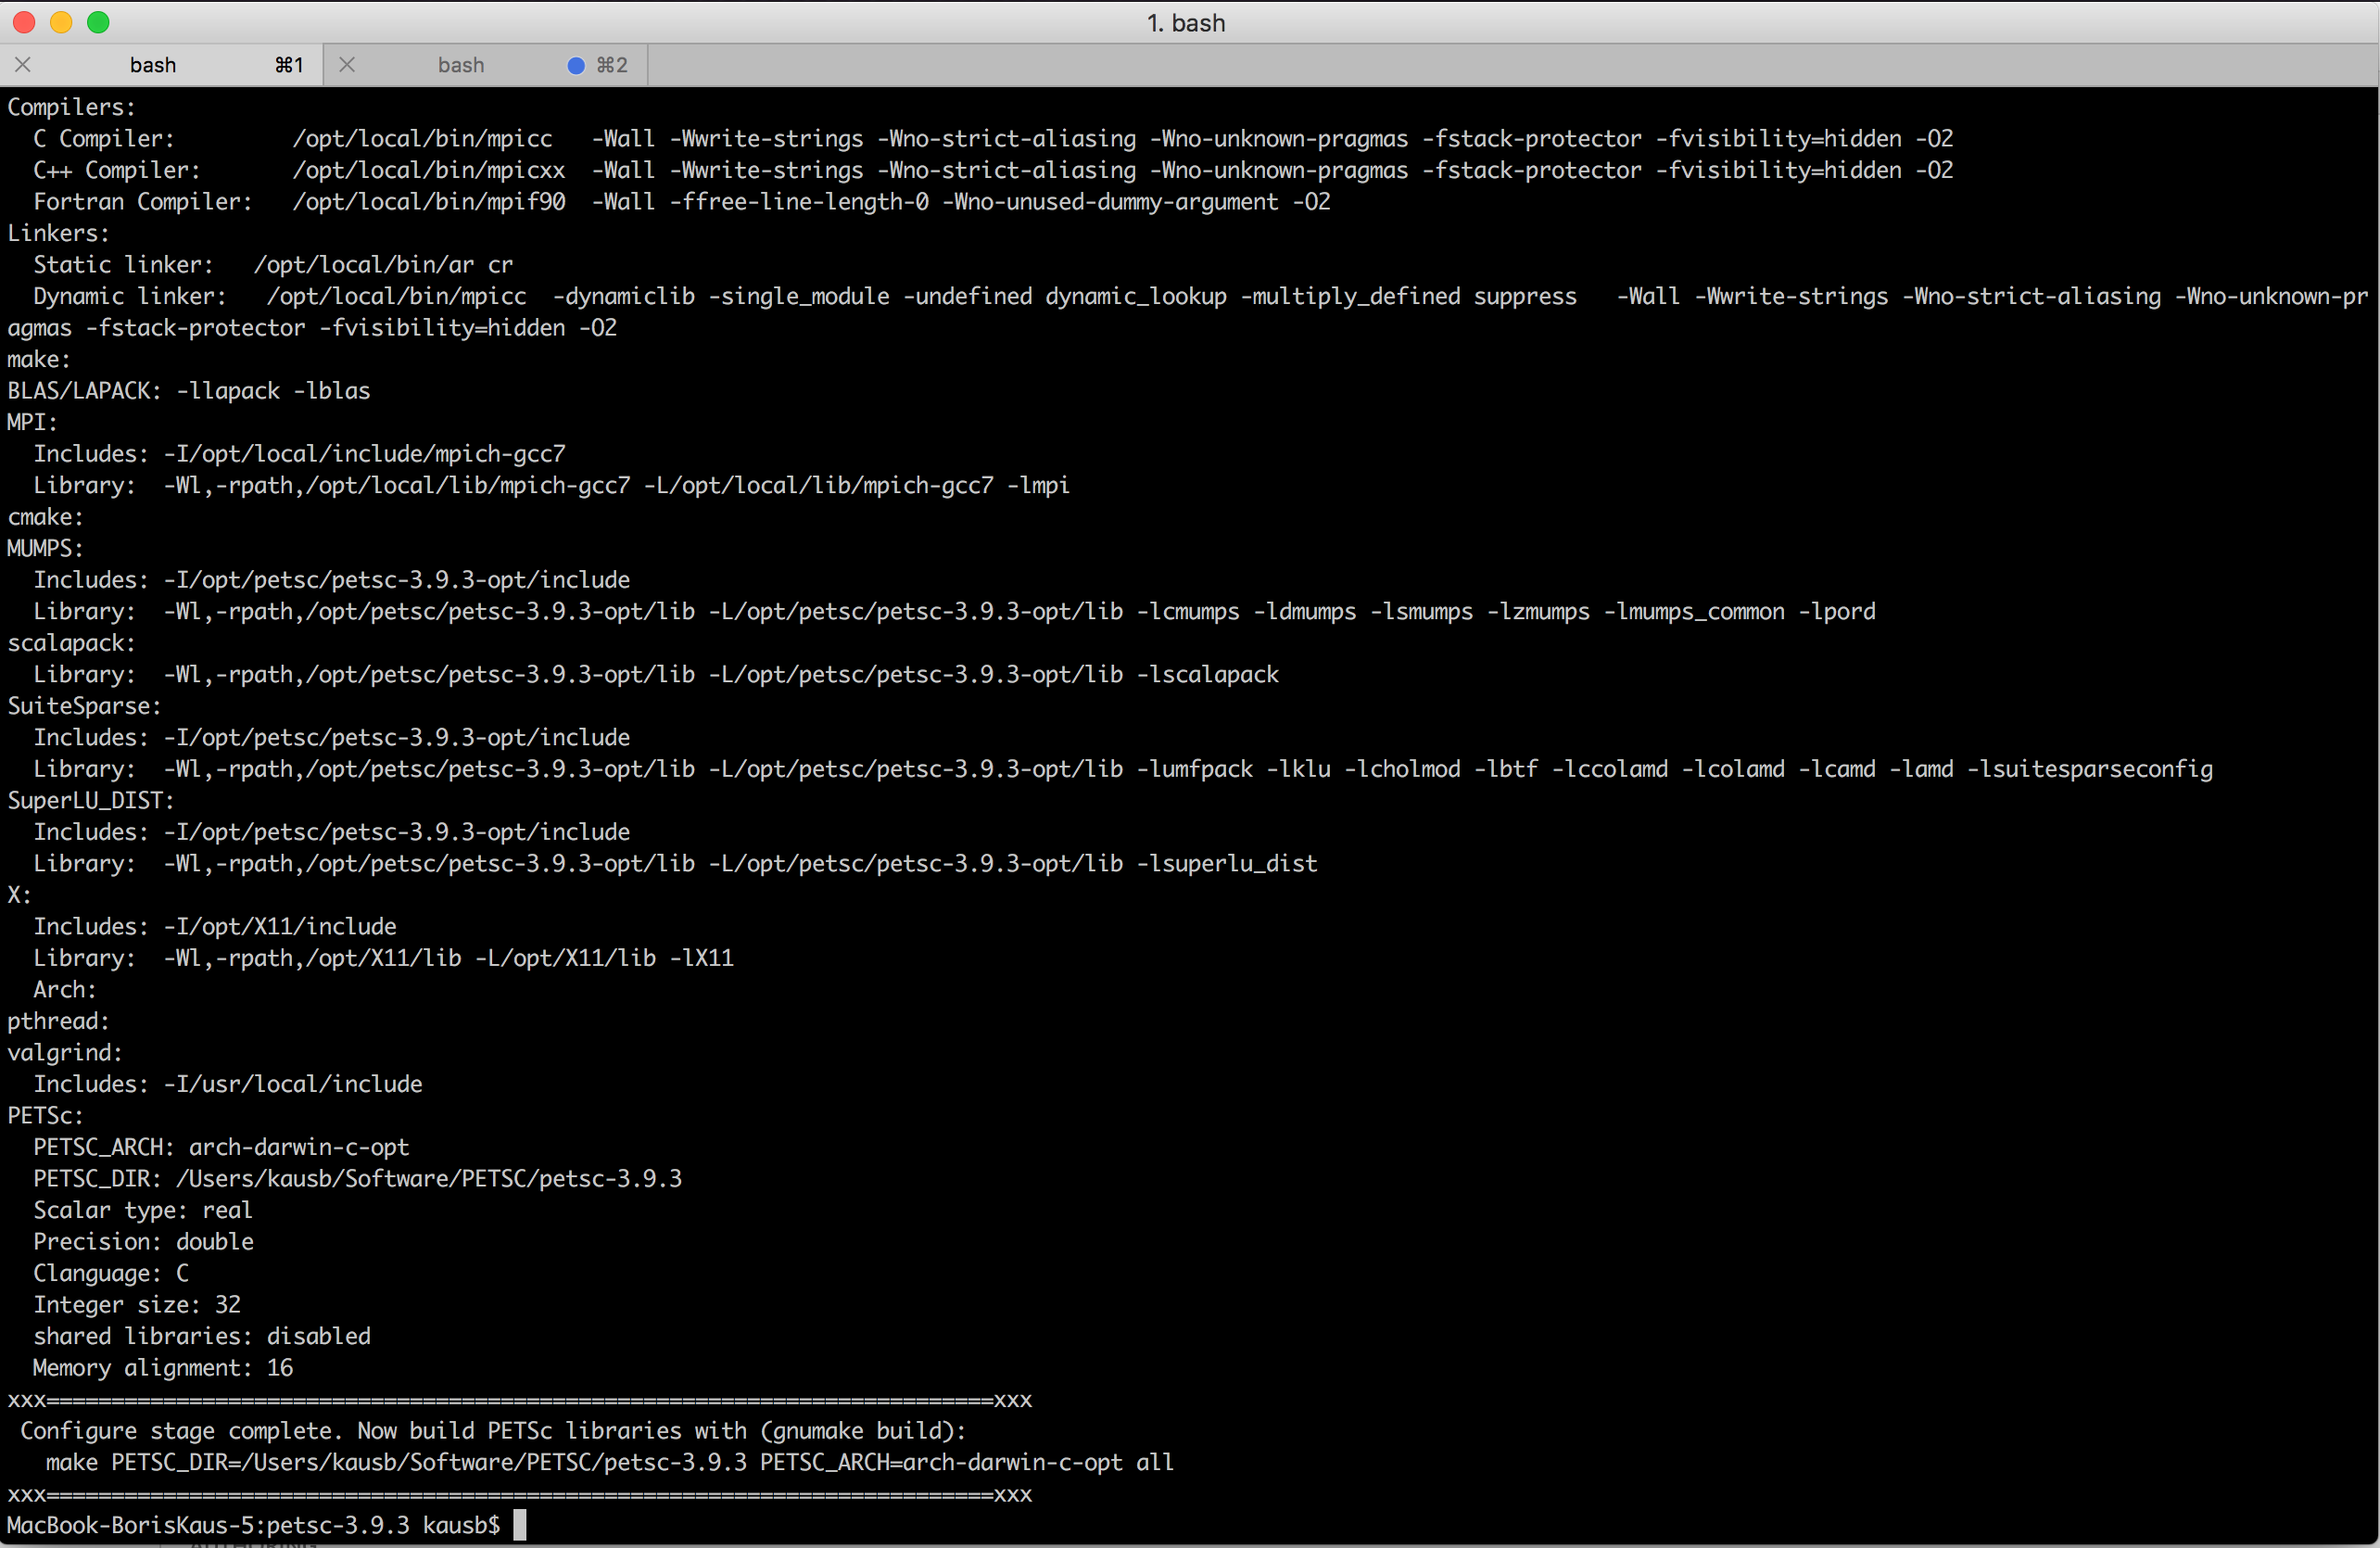 1. bash
bash ⌘1 bash ⌘2
Compilers:
  C Compiler:         /opt/local/bin/mpicc   -Wall -Wwrite-strings -Wno-strict-aliasing -Wno-unknown-pragmas -fstack-protector -fvisibility=hidden -O2
  C++ Compiler:       /opt/local/bin/mpicxx  -Wall -Wwrite-strings -Wno-strict-aliasing -Wno-unknown-pragmas -fstack-protector -fvisibility=hidden -O2
  Fortran Compiler:   /opt/local/bin/mpif90  -Wall -ffree-line-length-0 -Wno-unused-dummy-argument -O2
Linkers:
  Static linker:   /opt/local/bin/ar cr
  Dynamic linker:   /opt/local/bin/mpicc  -dynamiclib -single_module -undefined dynamic_lookup -multiply_defined suppress   -Wall -Wwrite-strings -Wno-strict-aliasing -Wno-unknown-pr
agmas -fstack-protector -fvisibility=hidden -O2
make:
BLAS/LAPACK: -llapack -lblas
MPI:
  Includes: -I/opt/local/include/mpich-gcc7
  Library:  -Wl,-rpath,/opt/local/lib/mpich-gcc7 -L/opt/local/lib/mpich-gcc7 -lmpi
cmake:
MUMPS:
  Includes: -I/opt/petsc/petsc-3.9.3-opt/include
  Library:  -Wl,-rpath,/opt/petsc/petsc-3.9.3-opt/lib -L/opt/petsc/petsc-3.9.3-opt/lib -lcmumps -ldmumps -lsmumps -lzmumps -lmumps_common -lpord
scalapack:
  Library:  -Wl,-rpath,/opt/petsc/petsc-3.9.3-opt/lib -L/opt/petsc/petsc-3.9.3-opt/lib -lscalapack
SuiteSparse:
  Includes: -I/opt/petsc/petsc-3.9.3-opt/include
  Library:  -Wl,-rpath,/opt/petsc/petsc-3.9.3-opt/lib -L/opt/petsc/petsc-3.9.3-opt/lib -lumfpack -lklu -lcholmod -lbtf -lccolamd -lcolamd -lcamd -lamd -lsuitesparseconfig
SuperLU_DIST:
  Includes: -I/opt/petsc/petsc-3.9.3-opt/include
  Library:  -Wl,-rpath,/opt/petsc/petsc-3.9.3-opt/lib -L/opt/petsc/petsc-3.9.3-opt/lib -lsuperlu_dist
X:
  Includes: -I/opt/X11/include
  Library:  -Wl,-rpath,/opt/X11/lib -L/opt/X11/lib -lX11
  Arch:
pthread:
valgrind:
  Includes: -I/usr/local/include
PETSc:
  PETSC_ARCH: arch-darwin-c-opt
  PETSC_DIR: /Users/kausb/Software/PETSC/petsc-3.9.3
  Scalar type: real
  Precision: double
  Clanguage: C
  Integer size: 32
  shared libraries: disabled
  Memory alignment: 16
xxx=========================================================================xxx
 Configure stage complete. Now build PETSc libraries with (gnumake build):
   make PETSC_DIR=/Users/kausb/Software/PETSC/petsc-3.9.3 PETSC_ARCH=arch-darwin-c-opt all
xxx=========================================================================xxx
MacBook-BorisKaus-5:petsc-3.9.3 kausb$